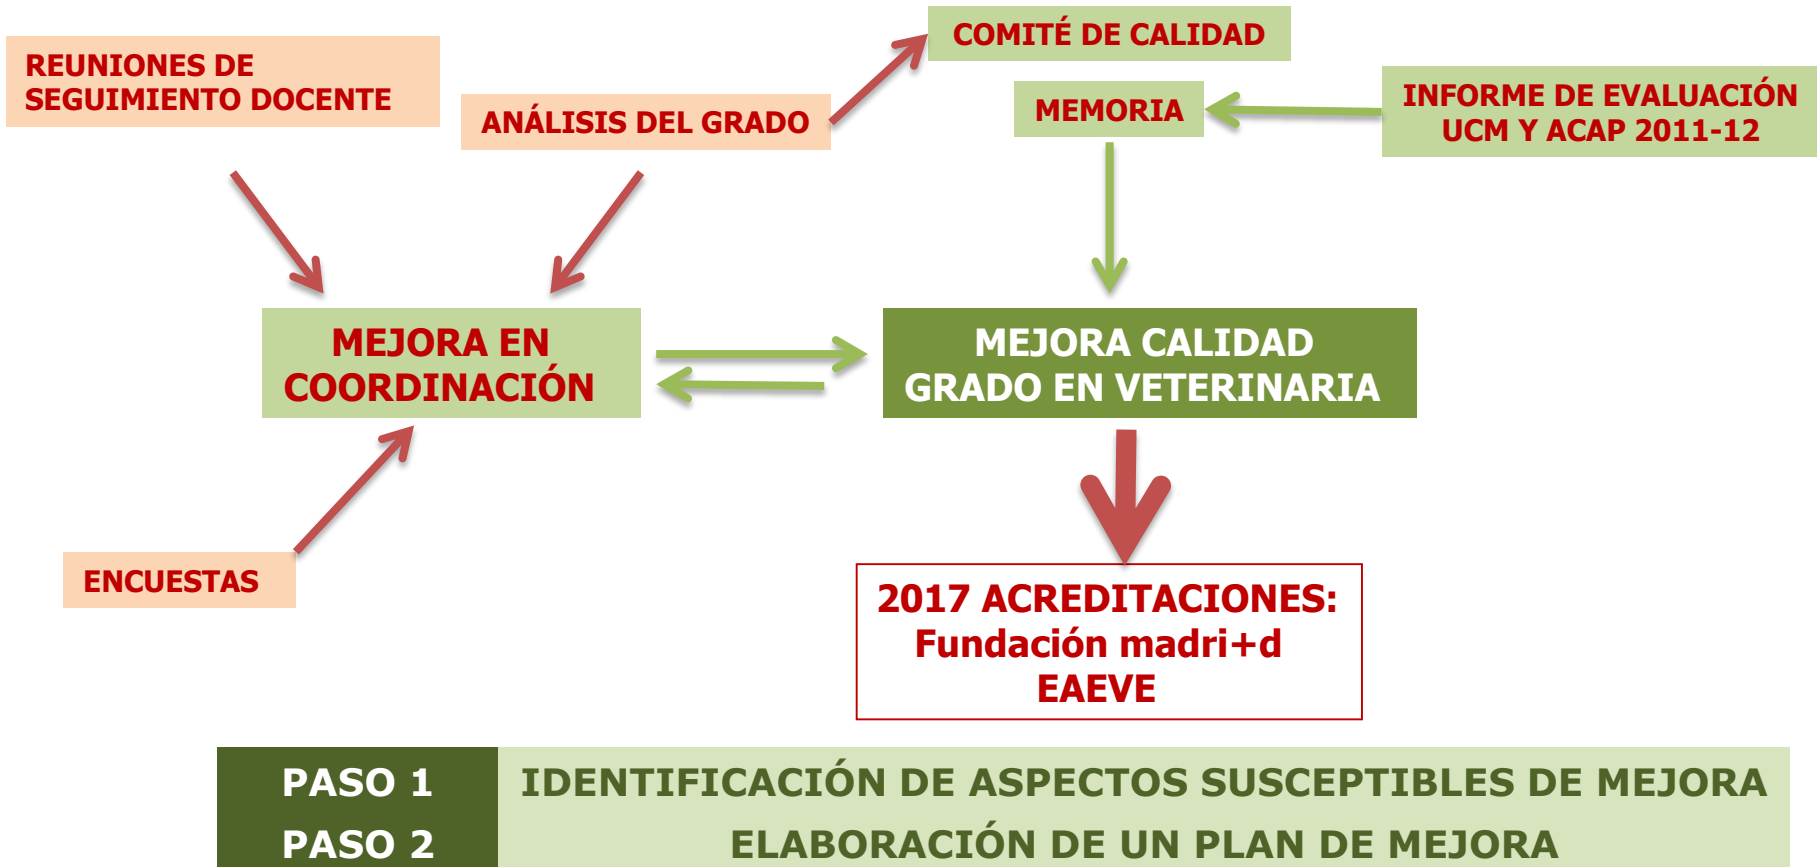 COMITÉ DE CALIDAD
REUNIONES DE
SEGUIMIENTO DOCENTE
ANÁLISIS DEL GRADO
MEMORIA
INFORME DE EVALUACIÓN
UCM Y ACAP 2011-12
MEJORA EN
COORDINACIÓN
MEJORA CALIDAD
GRADO EN VETERINARIA
ENCUESTAS
2017 ACREDITACIONES:
Fundación madri+d
EAEVE
PASO 1 IDENTIFICACIÓN DE ASPECTOS SUSCEPTIBLES DE MEJORA
PASO 2 ELABORACIÓN DE UN PLAN DE MEJORA